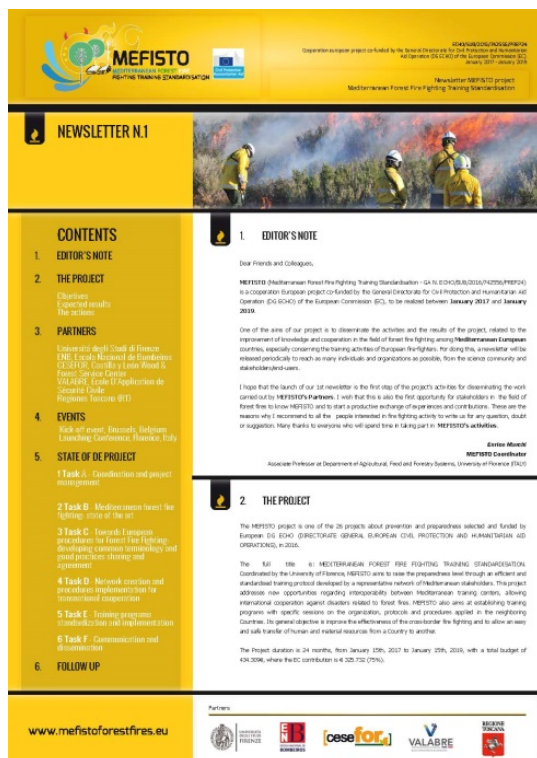 MEFISTO
MEDITERRANEAN FOREST
FIRE FIGHTING TRAINING STANDARDISATION
ECHO/SUB/2016/742556/PREP24
Cooperation european project co-funded by the General Directorate for Civil Protection and Humanitarian
Aid Operation (DG ECHO) of the European Commission (EC)
January 2017 - January 2019
Newsletter MEFISTO project
Mediterranean Forest Fire Fighting Training Standardisation
NEWSLETTER N.1
CONTENTS
1. EDITOR'S NOTE
2. THE PROJECT
Objetives
Expected results
The actions
3. PARTNERS
Università degli Studi di Firenze
ENB, Escola Nacional de Bombeiros
CESEFOR, Castilla y León Wood &
Forest Service Center
VALABRE, Ecole D'Application de
Sécurité Civile
Regione Toscana (RT)
4. EVENTS
Kick off event, Brussels, Belgium
Launching Conference, Florence, Italy
5. STATE OF DE PROJECT
1 Task A - Coordination and project
management
2 Task B - Mediterranean forest fire
fighting: state of the art
3 Task C - Towards European
procedures for Forest Fire Fighting:
developing common terminology and
good practices sharing and
agreement
4 Task D - Network creation and
procedures implementation for
transnational cooperation
5 Task E - Training programs:
standardization and implementation
6 Task F - Communication and
dissemination
6. FOLLOW UP
www.mefistoforestfires.eu
1. EDITOR'S NOTE
Dear Friends and Colleagues,
MEFISTO (Mediterranean Forest Fire Fighting Training Standardisation - GA N. ECHO/SUB/2016/742556/PREP24)
is a cooperation European project co-funded by the General Directorate for Civil Protection and Humanitarian Aid
Operation (DG ECHO) of the European Commission (EC), to be realized between January 2017 and January
2019.
One of the aims of our project is to disseminate the activities and the results of the project, related to the
improvement of knowledge and cooperation in the field of forest fire fighting among Mediterranean European
countries, especially concerning the training activities of European fire fighters. For doing this, a newsletter will be
released periodically to reach as many individuals and organizations as possible, from the science community and
stakeholders/end-users.
I hope that the launch of our 1st newsletter is the first step of the project's activities for disseminating the work
carried out by MEFISTO's Partners. I wish that this is also the first opportunity for stakeholders in the field of
forest fires to know MEFISTO and to start a productive exchange of experiences and contributions. These are the
reasons why I recommend to all the people interested in fire fighting activity to write us for any question, doubt
or suggestion. Many thanks to everyone who will spend time in taking part in MEFISTO's activities.
Enrico Marchi
MEFISTO Coordinator
Associate Professor at Department of Agricultural, Food and Forestry Systems, University of Florence (ITALY)
2 THE PROJECT
The MEFISTO project is one of the 26 projects about prevention and preparedness selected and funded by
European DG ECHO (DIRECTORATE GENERAL EUROPEAN CIVIL PROTECTION AND HUMANITARIAN AID
OPERATIONS), in 2016.
The full title is: MEDITERRANEAN FOREST FIRE FIGHTING TRAINING STANDARDISATION.
Coordinated by the University of Florence, MEFISTO aims to raise the preparedness level through an efficient and
standardised training protocol developed by a representative network of Mediterranean stakeholders. This project
addresses new opportunities regarding interoperability between Mediterranean training centers, allowing
international cooperation against disasters related to forest fires. MEFISTO also aims at establishing training
programs with specific sessions on the organization, protocols and procedures applied in the neighboring
Countries. Its general objective is improve the effectiveness of the cross-border fire fighting and to allow an easy
and safe transfer of human and material resources from a Country to another.
The Project duration is 24 months, from January 15th, 2017 to January 15th, 2019, with a total budget of
434.309€, where the EC contribution is € 325.732 (75%).
Partners
UNIVERSITÀ
DEGLI STUDI
FIRENZE
ENB
BOMBEIROS
cesefor
VALABRE
REGIONE
TOSCANA